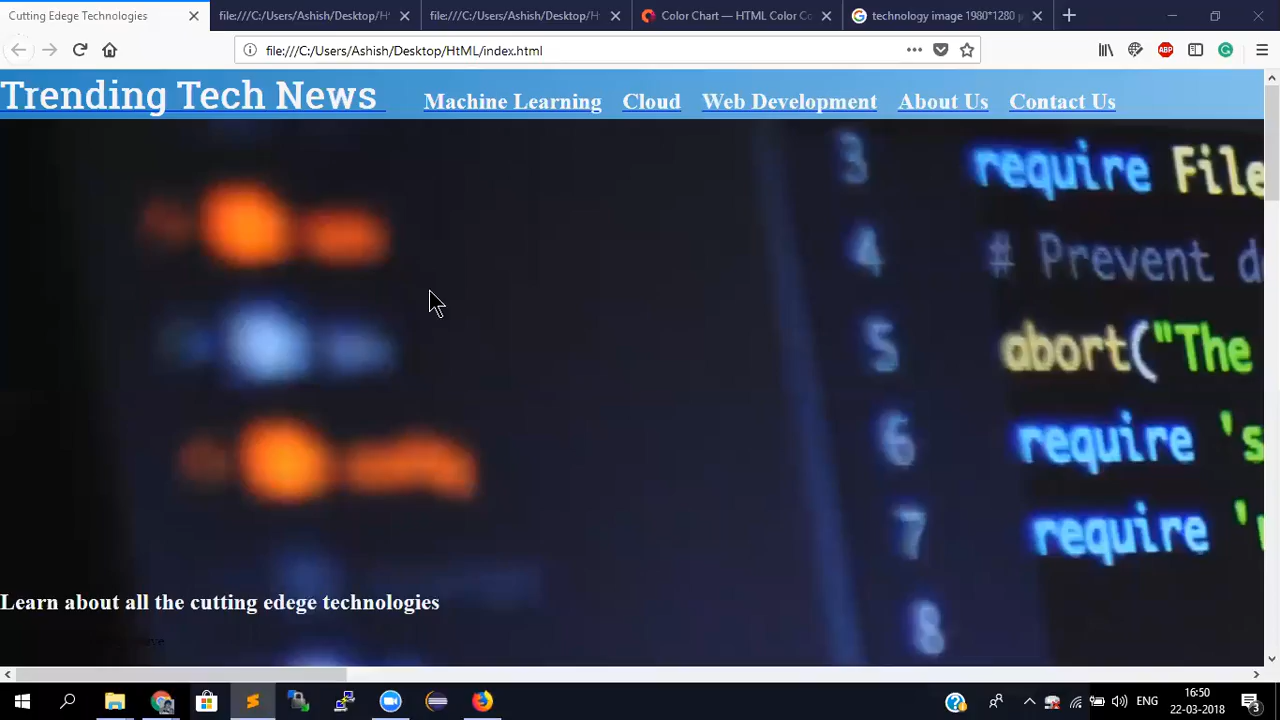 Cutting Edege Technologies
file:///C:/Users/Ashish/Desktop/H
file:///C:/Users/Ashish/Desktop/H
Color Chart — HTML Color Co
technology image 1980*1280
file:///C:/Users/Ashish/Desktop/HtML/index.html
ABP
Trending Tech News Machine Learning Cloud Web Development About Us Contact Us
3 require File
4 # Prevent d
5 abort("The
6 require 's
7 require '
8
Learn about all the cutting edege technologies
ENG
16:50
22-03-2018
3